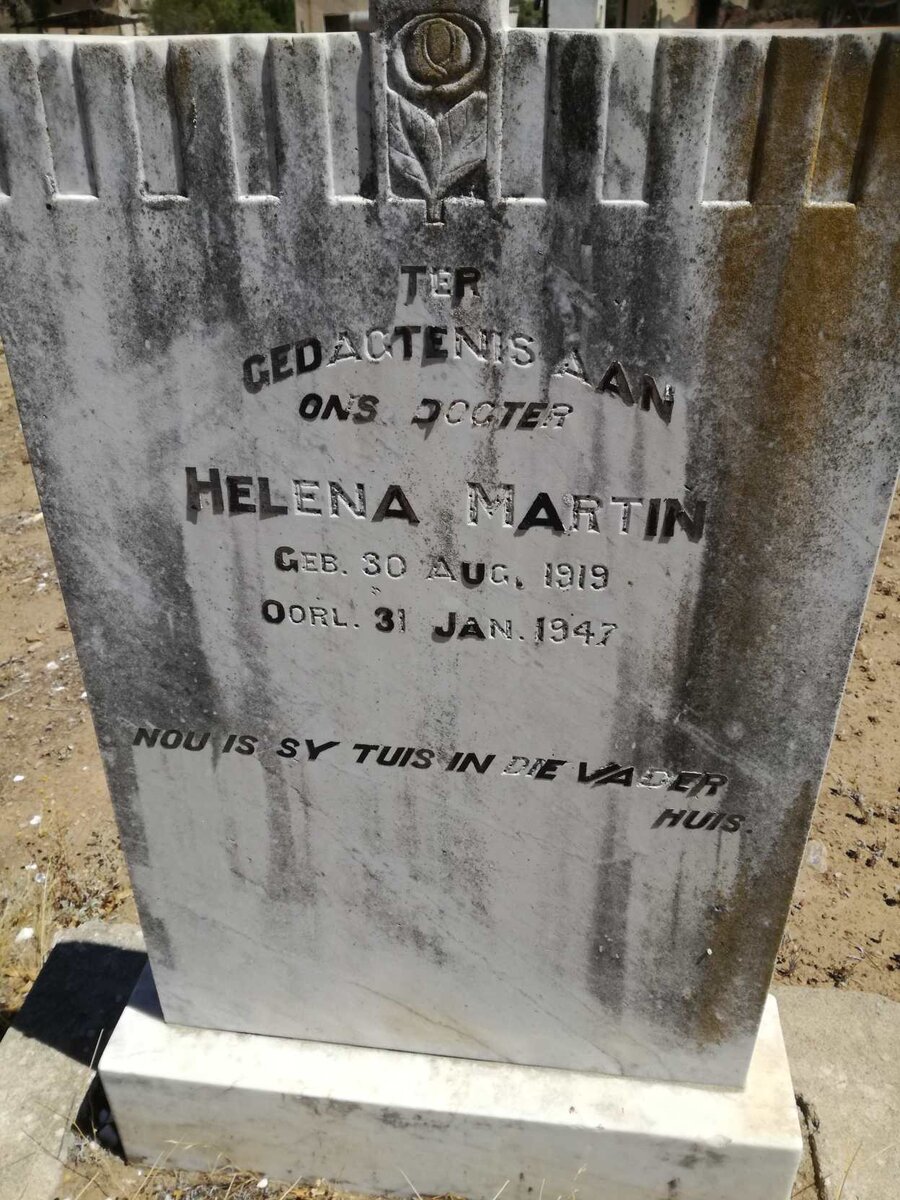 TER
GEDAGTENIS AAN
ONS DOGTER
HELENA MARTIN
GEB. 30 AUG. 1919
OORL. 31 JAN. 1947
NOU IS SY TUIS IN DIE VADER
HUIS.